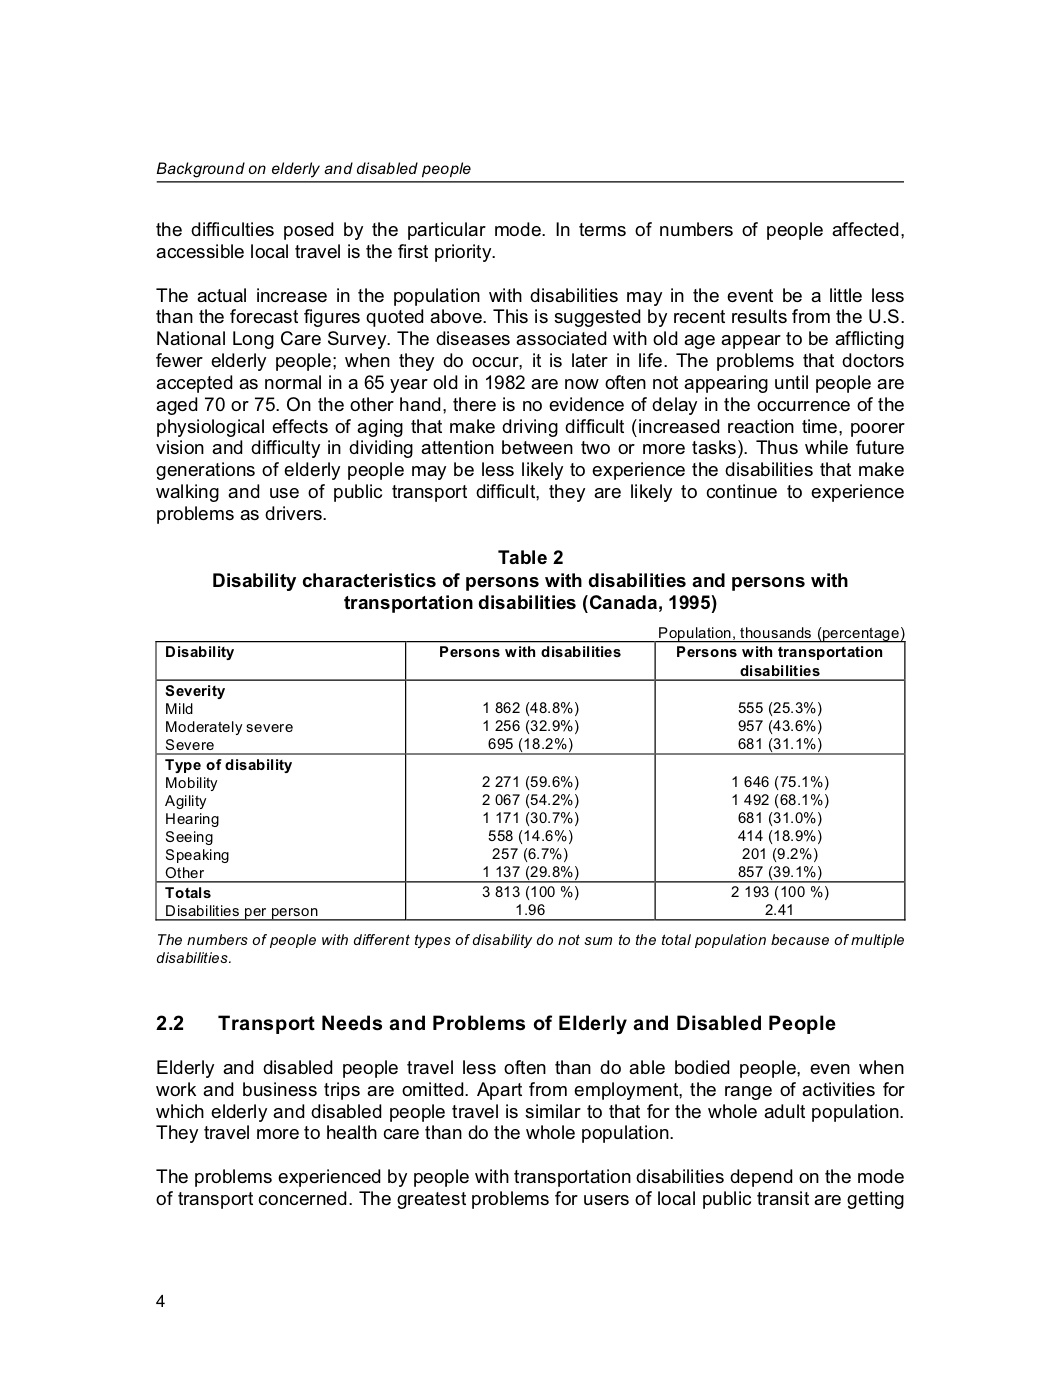 Background on elderly and disabled people
the difficulties posed by the particular mode. In terms of numbers of people affected,
accessible local travel is the first priority.
The actual increase in the population with disabilities may in the event be a little less
than the forecast figures quoted above. This is suggested by recent results from the U.S.
National Long Care Survey. The diseases associated with old age appear to be afflicting
fewer elderly people; when they do occur, it is later in life. The problems that doctors
accepted as normal in a 65 year old in 1982 are now often not appearing until people are
aged 70 or 75. On the other hand, there is no evidence of delay in the occurrence of the
physiological effects of aging that make driving difficult (increased reaction time, poorer
vision and difficulty in dividing attention between two or more tasks). Thus while future
generations of elderly people may be less likely to experience the disabilities that make
walking and use of public transport difficult, they are likely to continue to experience
problems as drivers.
Table 2
Disability characteristics of persons with disabilities and persons with
transportation disabilities (Canada, 1995)
Population, thousands (percentage)
Disability Persons with disabilities Persons with transportation
disabilities
Severity
Mild 1 862 (48.8%) 555 (25.3%)
Moderately severe 1 256 (32.9%) 957 (43.6%)
Severe 695 (18.2%) 681 (31.1%)
Type of disability
Mobility 2 271 (59.6%) 1 646 (75.1%)
Agility 2 067 (54.2%) 1 492 (68.1%)
Hearing 1 171 (30.7%) 681 (31.0%)
Seeing 558 (14.6%) 414 (18.9%)
Speaking 257 (6.7%) 201 (9.2%)
Other 1 137 (29.8%) 857 (39.1%)
Totals 3 813 (100 %) 2 193 (100 %)
Disabilities per person 1.96 2.41
The numbers of people with different types of disability do not sum to the total population because of multiple
disabilities.
2.2 Transport Needs and Problems of Elderly and Disabled People
Elderly and disabled people travel less often than do able bodied people, even when
work and business trips are omitted. Apart from employment, the range of activities for
which elderly and disabled people travel is similar to that for the whole adult population.
They travel more to health care than do the whole population.
The problems experienced by people with transportation disabilities depend on the mode
of transport concerned. The greatest problems for users of local public transit are getting
4